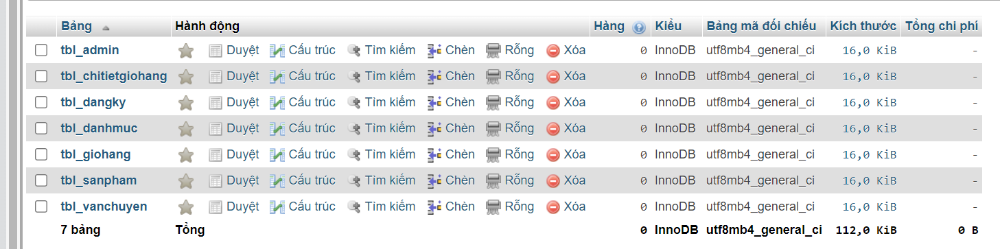 Bảng Hành động Hàng Kiểu Bảng mã đối chiếu Kích thước Tổng chi phí
tbl_admin Duyệt Cấu trúc Tìm kiếm Chèn Rỗng Xóa 0 InnoDB utf8mb4_general_ci 16,0 KiB -
tbl_chitietgiohang Duyệt Cấu trúc Tìm kiếm Chèn Rỗng Xóa 0 InnoDB utf8mb4_general_ci 16,0 KiB -
tbl_dangky Duyệt Cấu trúc Tìm kiếm Chèn Rỗng Xóa 0 InnoDB utf8mb4_general_ci 16,0 KiB -
tbl_danhmuc Duyệt Cấu trúc Tìm kiếm Chèn Rỗng Xóa 0 InnoDB utf8mb4_general_ci 16,0 KiB -
tbl_giohang Duyệt Cấu trúc Tìm kiếm Chèn Rỗng Xóa 0 InnoDB utf8mb4_general_ci 16,0 KiB -
tbl_sanpham Duyệt Cấu trúc Tìm kiếm Chèn Rỗng Xóa 0 InnoDB utf8mb4_general_ci 16,0 KiB -
tbl_vanchuyen Duyệt Cấu trúc Tìm kiếm Chèn Rỗng Xóa 0 InnoDB utf8mb4_general_ci 16,0 KiB -
7 bảng Tổng 0 InnoDB utf8mb4_general_ci 112,0 KiB 0 B